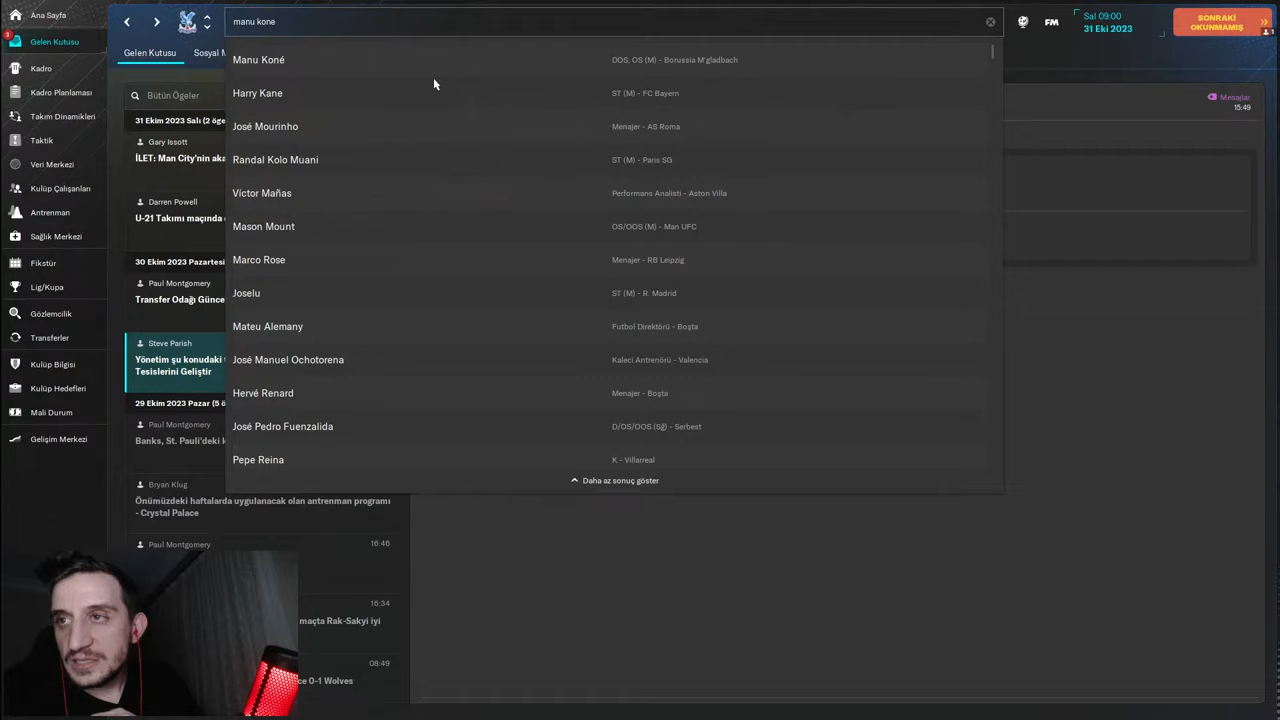 Ana Sayfa
manu kone
FM
Sal 09:00
31 Eki 2023
SONRAKİ
OKUNMAMIŞ
1
3
Gelen Kutusu
Gelen Kutusu
Sosyal M
Kadro
Kadro Planlaması
Takım Dinamikleri
Taktik
Veri Merkezi
Kulüp Çalışanları
Antrenman
Sağlık Merkezi
Fikstür
Lig/Kupa
Gözlemcilik
Transferler
Kulüp Bilgisi
Kulüp Hedefleri
Mali Durum
Gelişim Merkezi
Bütün Ögeler
31 Ekim 2023 Salı (2 öge
Gary Issott
İLET: Man City'nin aka
Darren Powell
U-21 Takımı maçında
30 Ekim 2023 Pazartesi
Paul Montgomery
Transfer Odağı Günce
Steve Parish
Yönetim şu konudaki t
Tesislerini Geliştir
29 Ekim 2023 Pazar (5 ö
Paul Montgomery
Banks, St. Pauli'deki k
Bryan Klug
Önümüzdeki haftalarda uygulanacak olan antrenman programı
- Crystal Palace
Paul Montgomery
16:46
16:34
maçta Rak-Sakyi iyi
08:49
ce 0-1 Wolves
Manu Koné
DOS, OS (M) - Borussia M'gladbach
Harry Kane
ST (M) - FC Bayern
José Mourinho
Menajer - AS Roma
Randal Kolo Muani
ST (M) - Paris SG
Víctor Mañas
Performans Analisti - Aston Villa
Mason Mount
OS/OOS (M) - Man UFC
Marco Rose
Menajer - RB Leipzig
Joselu
ST (M) - R. Madrid
Mateu Alemany
Futbol Direktörü - Boşta
José Manuel Ochotorena
Kaleci Antrenörü - Valencia
Hervé Renard
Menajer - Boşta
José Pedro Fuenzalida
D/OS/OOS (Sğ) - Serbest
Pepe Reina
K - Villarreal
Daha az sonuç göster
Mesajlar
15:49